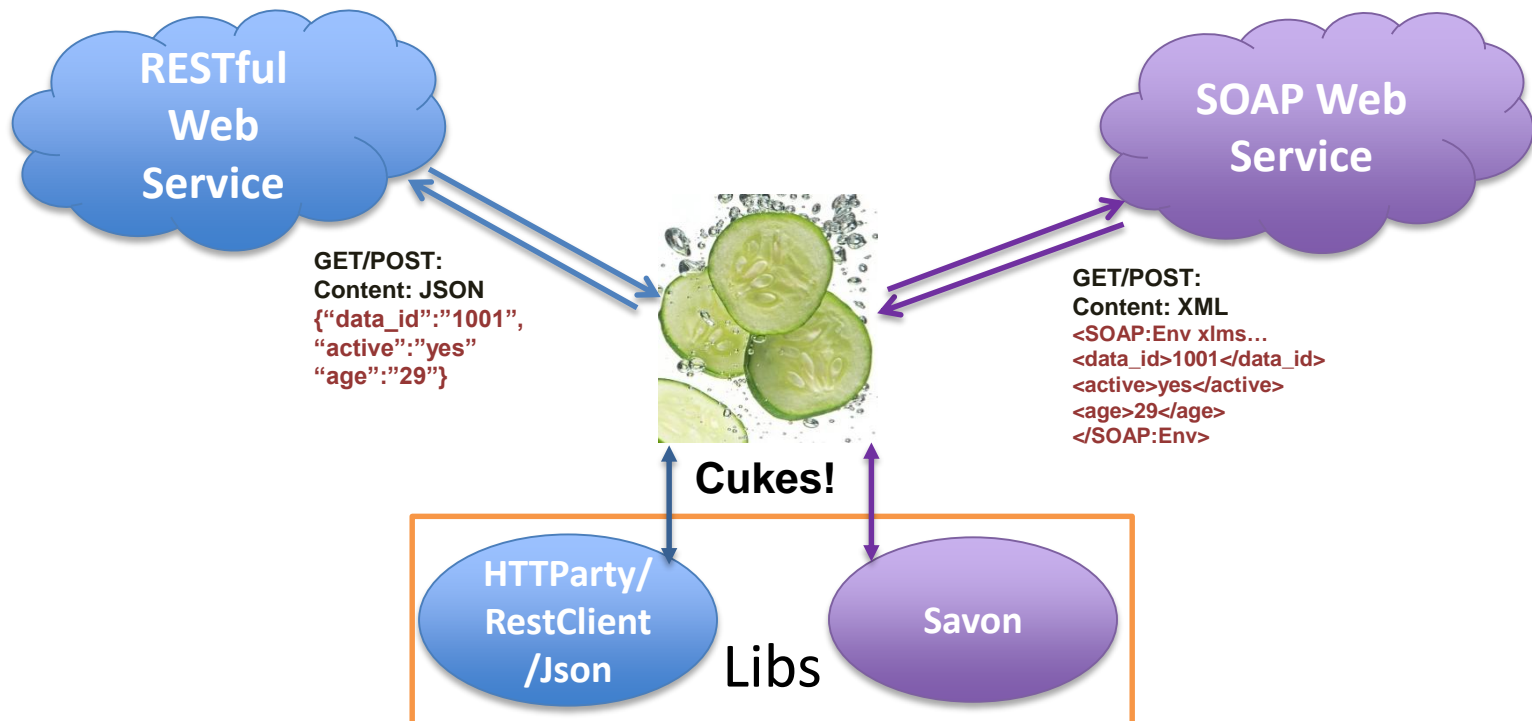 RESTful
Web
Service
SOAP Web
Service
GET/POST:
Content: JSON
{“data_id”:”1001”,
“active”:”yes”
“age”:”29”}
GET/POST:
Content: XML
<SOAP:Env xlms…
<data_id>1001</data_id>
<active>yes</active>
<age>29</age>
</SOAP:Env>
Cukes!
HTTParty/
RestClient
/Json
Libs
Savon